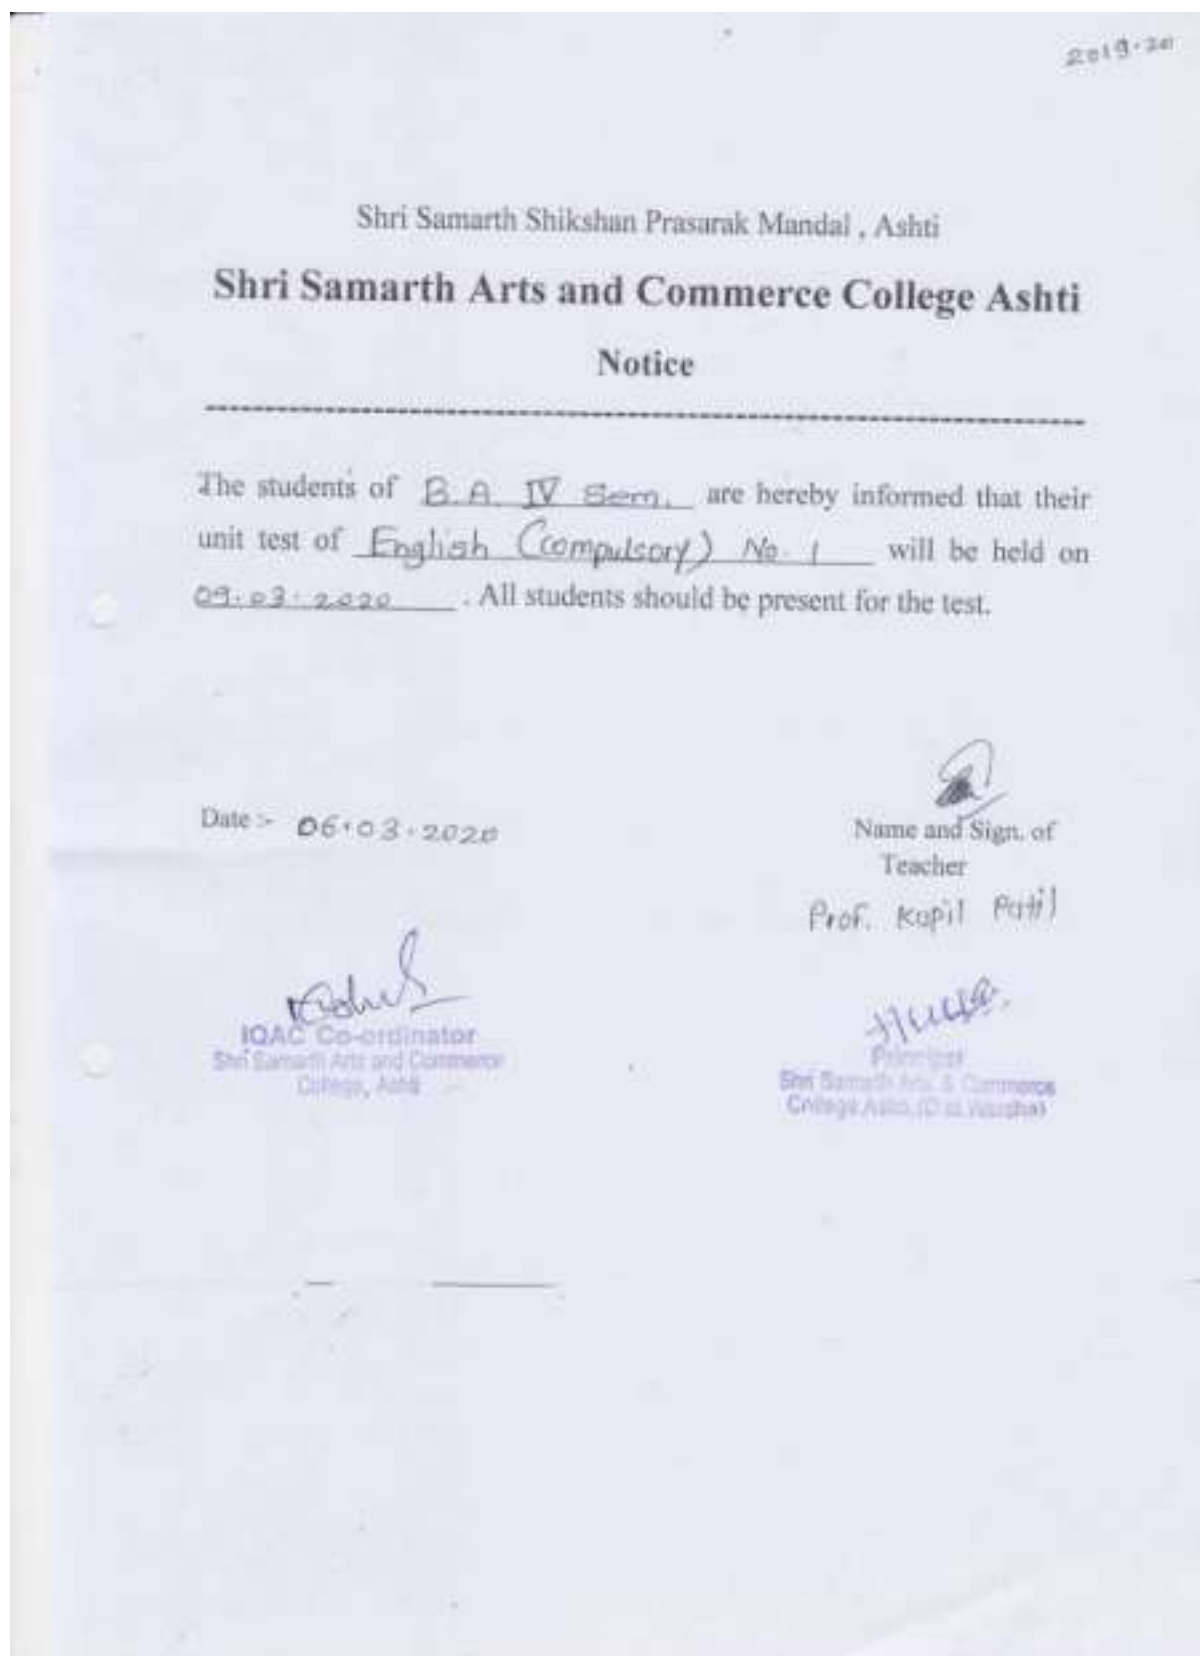 2019-20
Shri Samarth Shikshan Prasarak Mandal , Ashti
Shri Samarth Arts and Commerce College Ashti
Notice
The students of B.A. IV Sem. are hereby informed that their
unit test of English (compulsory) No. 1 will be held on
09.03.2020 . All students should be present for the test.
Date :- 06.03.2020
Name and Sign. of
Teacher
Prof. Kapil Patil
IQAC Co-ordinator
Shri Samarth Arts and Commerce
College, Ashti
Principal
Shri Samarth Arts & Commerce
College Ashti, (Dist. Wardha)